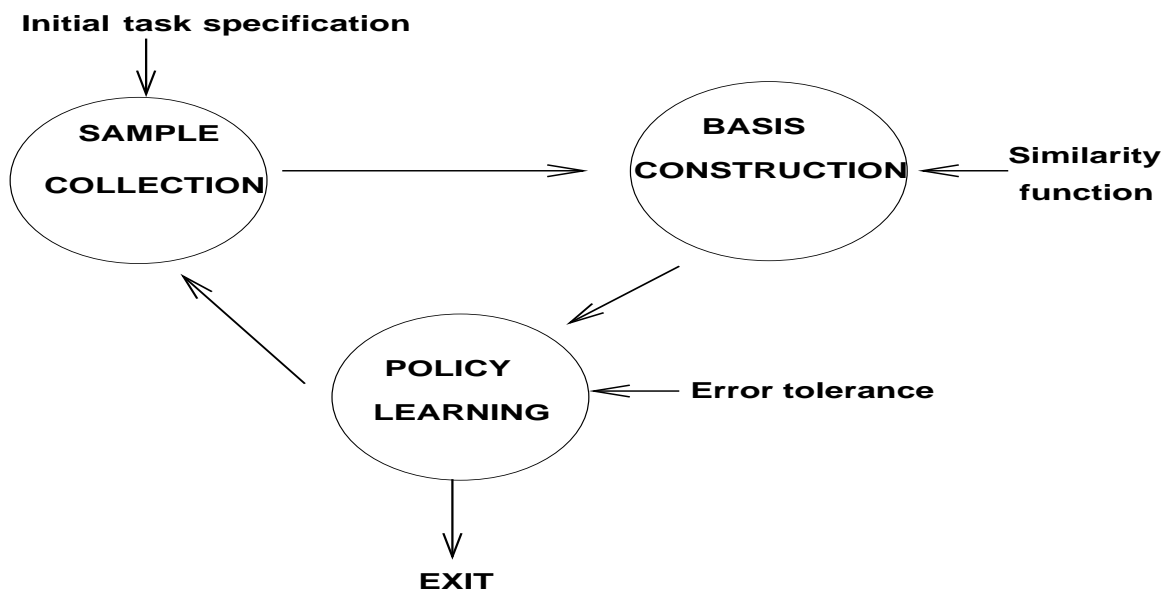 Initial task specification
SAMPLE
COLLECTION
BASIS
CONSTRUCTION
Similarity
function
POLICY
LEARNING
Error tolerance
EXIT